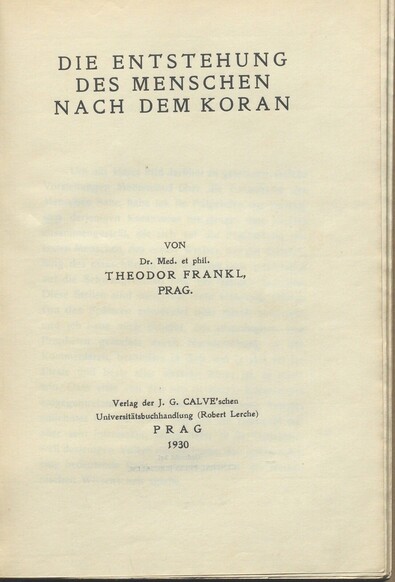 DIE ENTSTEHUNG
DES MENSCHEN
NACH DEM KORAN
VON
Dr. Med. et phil.
THEODOR FRANKL,
PRAG.
Verlag der J. G. CALVE'schen
Universitätsbuchhandlung (Robert Lerche)
PRAG
1930